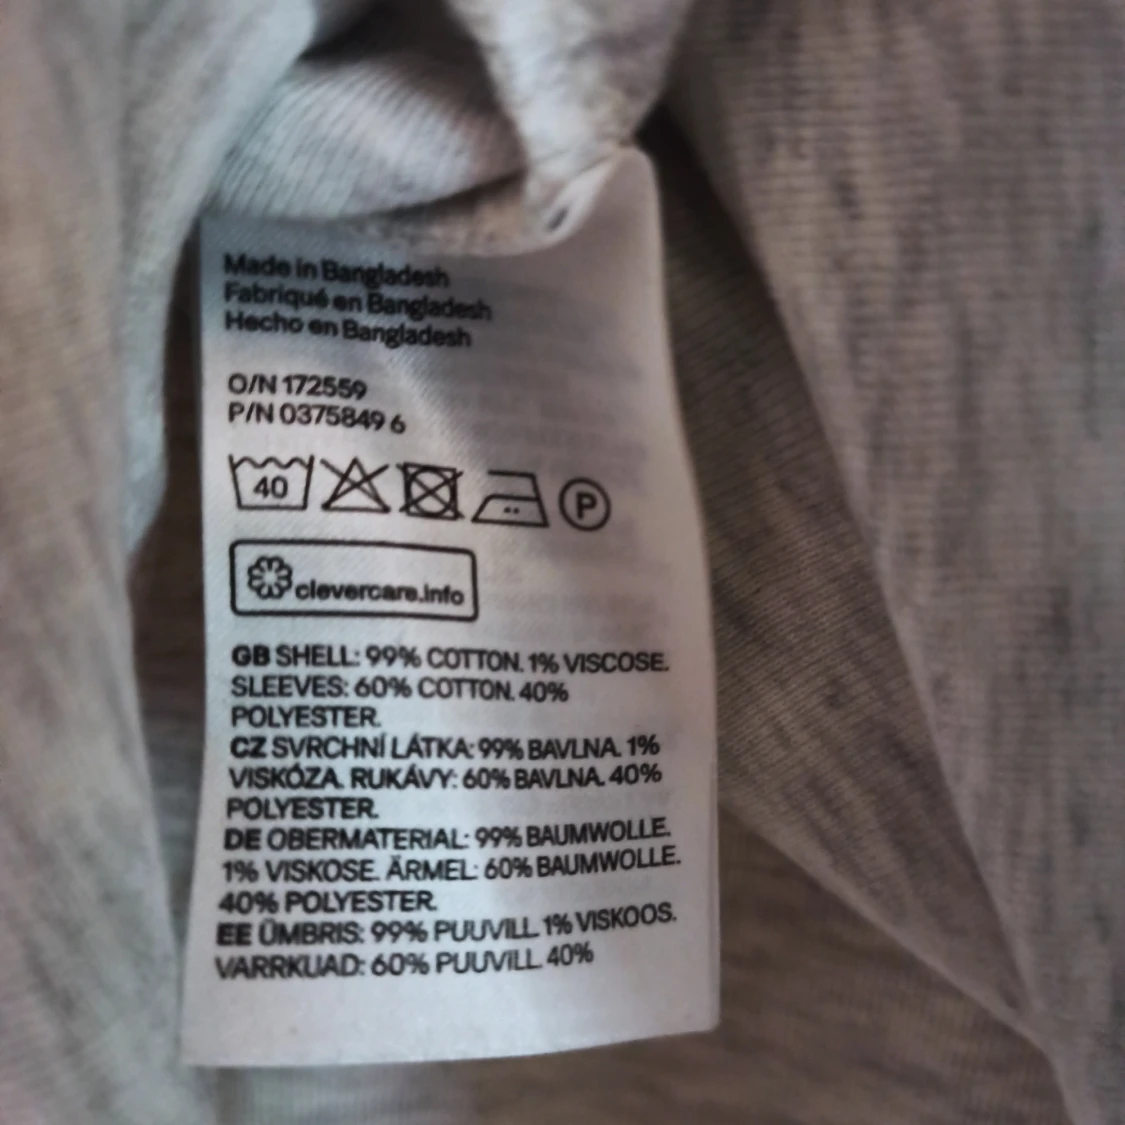 Made in Bangladesh
Fabriqué en Bangladesh
Hecho en Bangladesh
O/N 172559
P/N 0375849 6
40
P
clevercare.info
GB SHELL: 99% COTTON. 1% VISCOSE.
SLEEVES: 60% COTTON. 40%
POLYESTER.
CZ SVRCHNÍ LÁTKA: 99% BAVLNA. 1%
VISKÓZA. RUKÁVY: 60% BAVLNA. 40%
POLYESTER.
DE OBERMATERIAL: 99% BAUMWOLLE.
1% VISKOSE. ÄRMEL: 60% BAUMWOLLE.
40% POLYESTER.
EE ÜMBRIS: 99% PUUVILL. 1% VISKOOS.
VARRKUAD: 60% PUUVILL. 40%